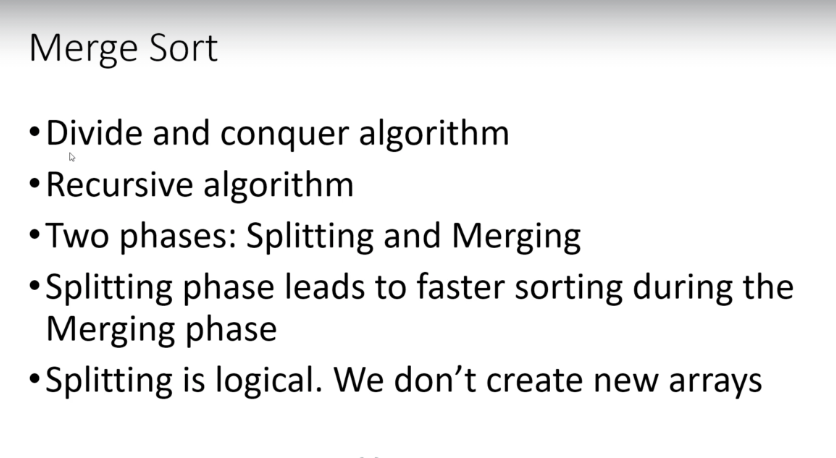 Merge Sort
•Divide and conquer algorithm
•Recursive algorithm
•Two phases: Splitting and Merging
•Splitting phase leads to faster sorting during the
Merging phase
•Splitting is logical. We don’t create new arrays